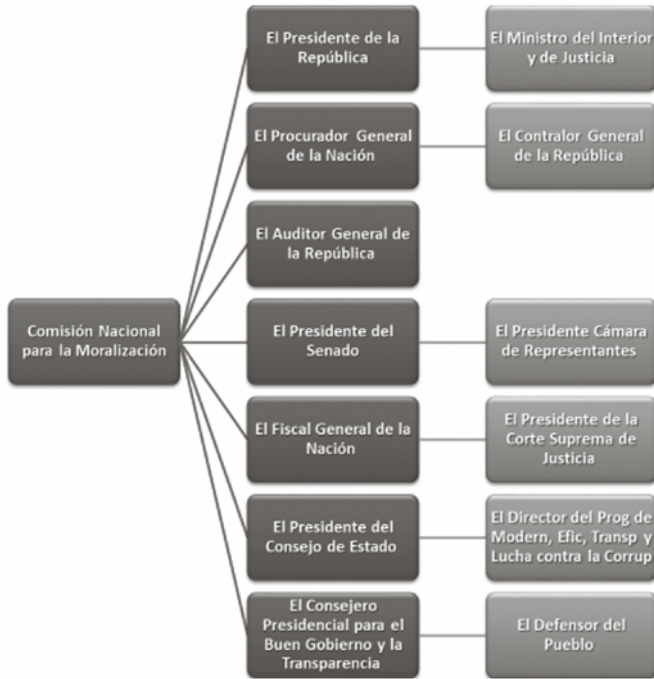 El Presidente de la
República
El Ministro del Interior
y de Justicia
El Procurador General
de la Nación
El Contralor General
de la República
El Auditor General de
la República
Comisión Nacional
para la Moralización
El Presidente del
Senado
El Presidente Cámara
de Representantes
El Fiscal General de la
Nación
El Presidente de la
Corte Suprema de
Justicia
El Presidente del
Consejo de Estado
El Director del Prog de
Modern, Efic, Transp y
Lucha contra la Corrup
El Consejero
Presidencial para el
Buen Gobierno y la
Transparencia
El Defensor del
Pueblo